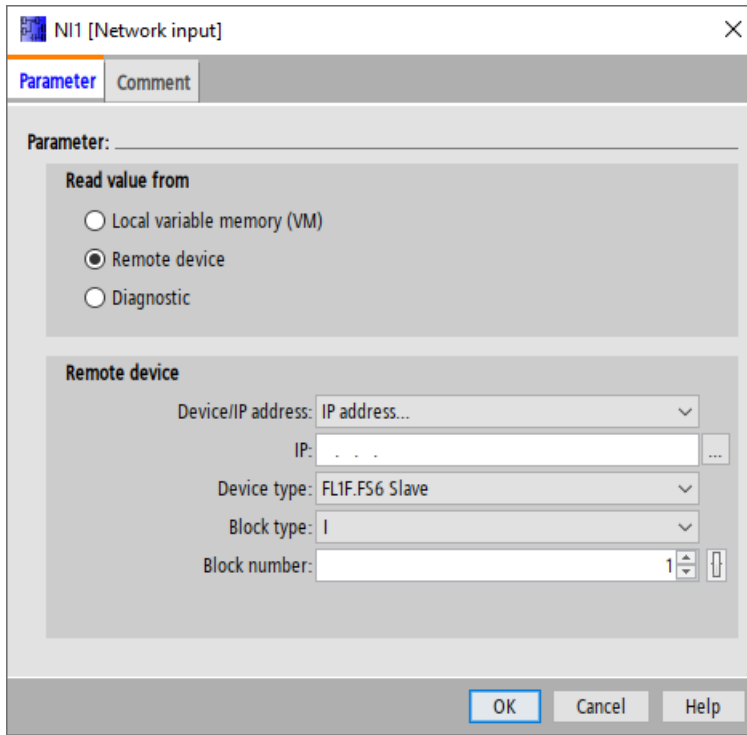 NI1 [Network input]
Parameter Comment
Parameter:
Read value from
Local variable memory (VM)
Remote device
Diagnostic
Remote device
Device/IP address: IP address...
IP: . . . ...
Device type: FL1F.FS6 Slave
Block type: I
Block number: 1
OK Cancel Help